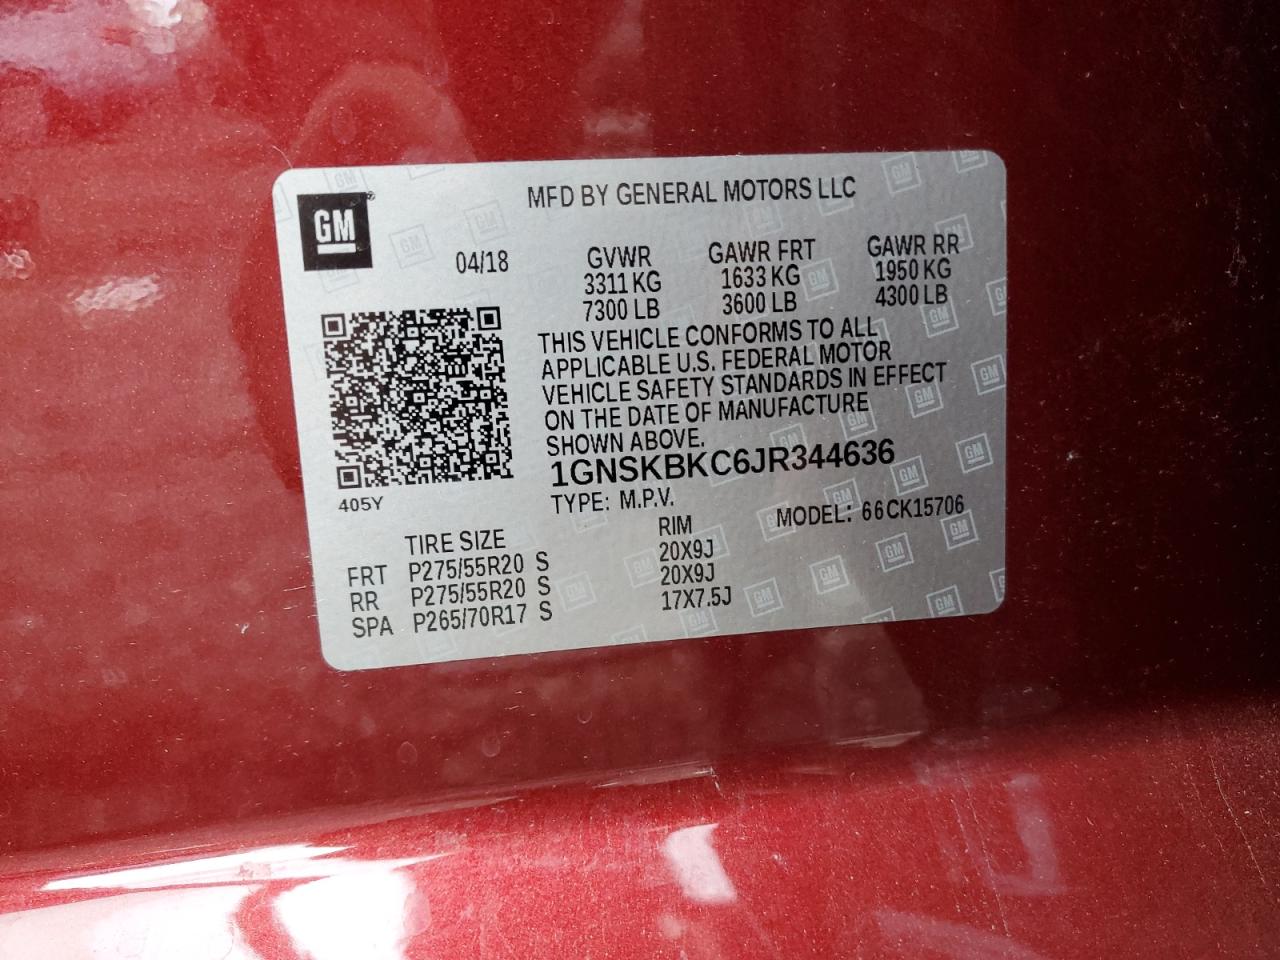 MFD BY GENERAL MOTORS LLC
GM®
04/18
GVWR GAWR FRT GAWR RR
3311 KG 1633 KG 1950 KG
7300 LB 3600 LB 4300 LB
THIS VEHICLE CONFORMS TO ALL
APPLICABLE U.S. FEDERAL MOTOR
VEHICLE SAFETY STANDARDS IN EFFECT
ON THE DATE OF MANUFACTURE
SHOWN ABOVE.
1GNSKBKC6JR344636
405Y
TYPE: M.P.V. MODEL: 66CK15706
TIRE SIZE RIM
FRT P275/55R20 S 20X9J
RR P275/55R20 S 20X9J
SPA P265/70R17 S 17X7.5J